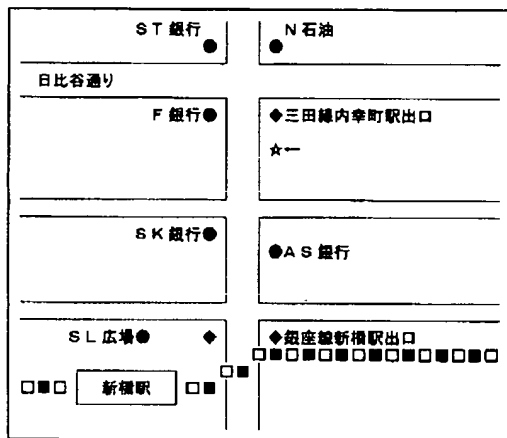 ST銀行●
●N石油
日比谷通り
F銀行●
◆三田線内幸町駅出口
☆←
SK銀行●
●AS銀行
SL広場●
◆
◆銀座線新橋駅出口
新橋駅